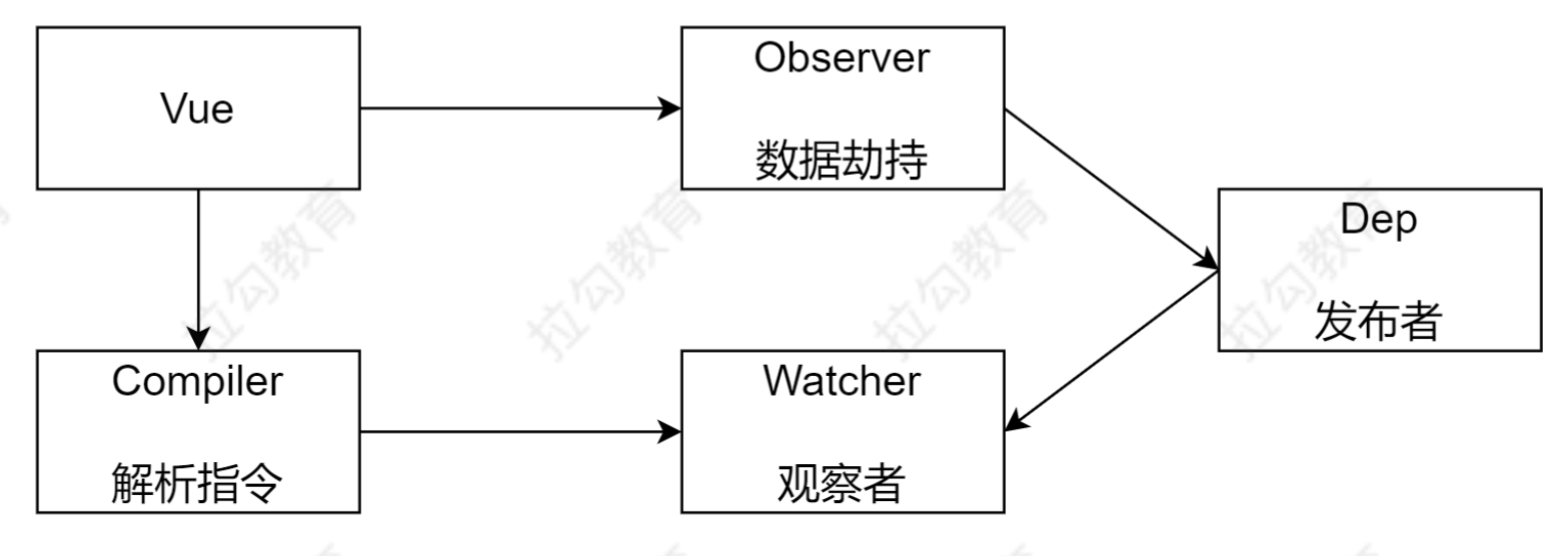 Vue
Observer
数据劫持
Dep
发布者
Compiler
解析指令
Watcher
观察者
拉勾教育
拉勾教育
拉勾教育
拉勾教育